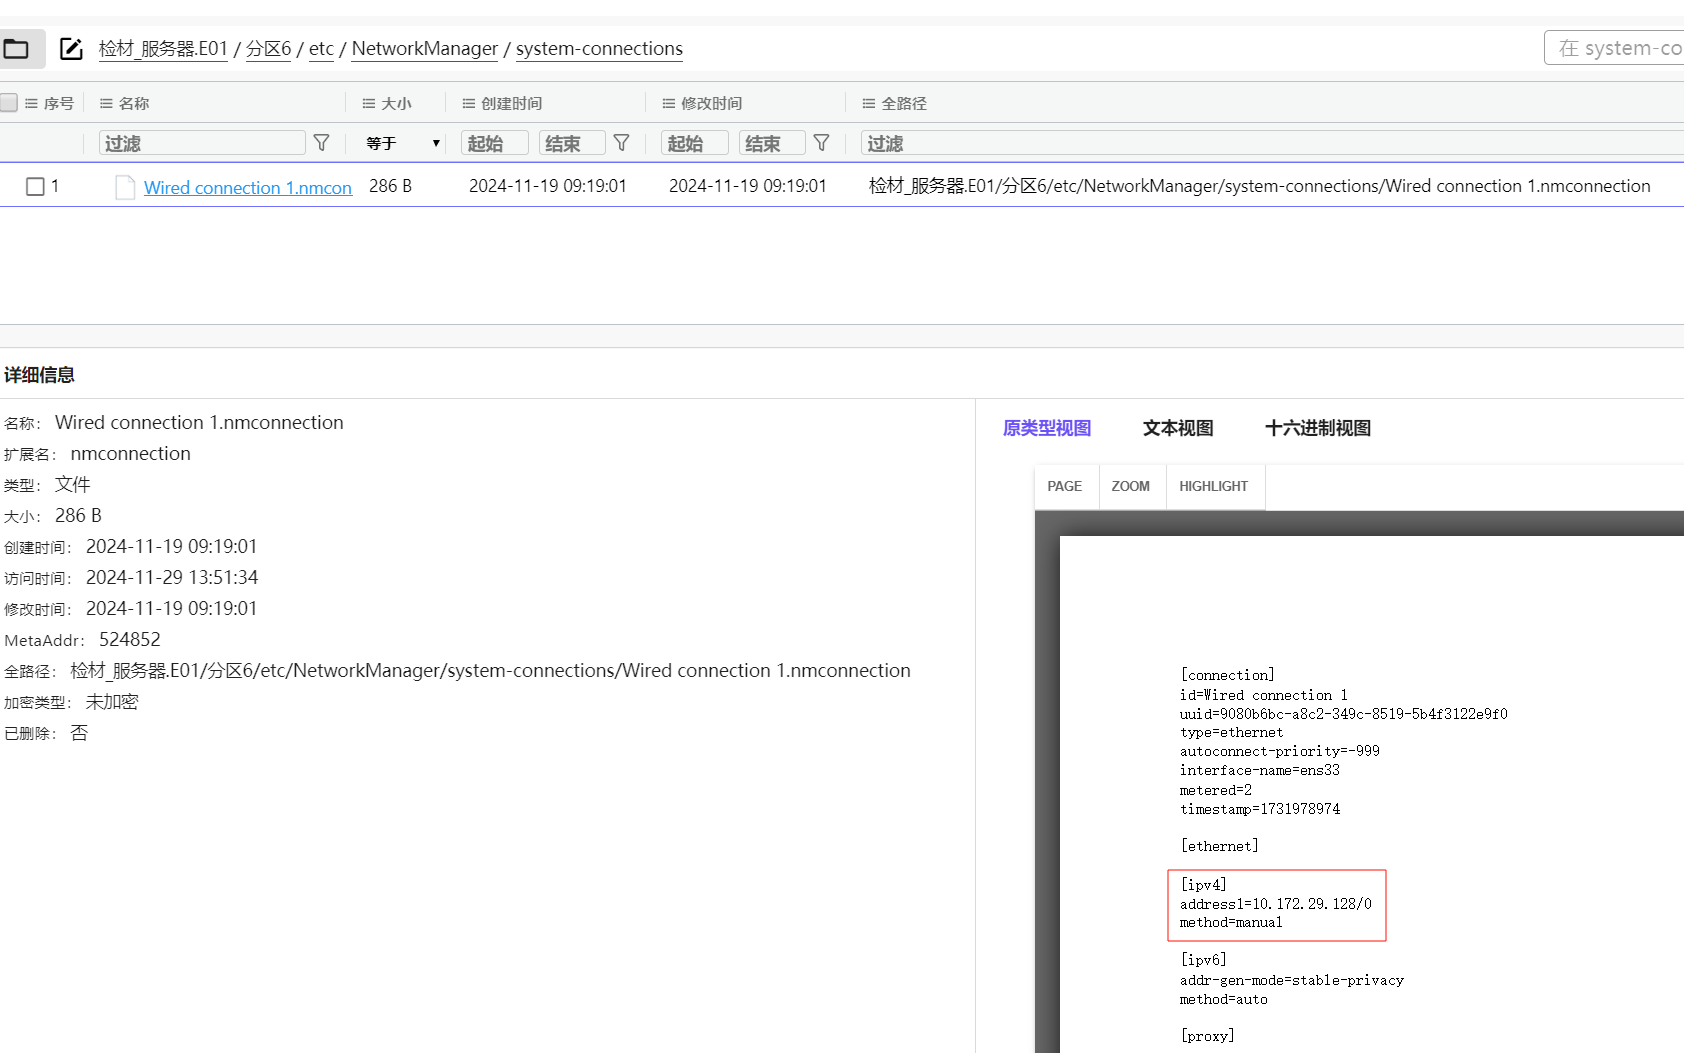 检材_服务器.E01 / 分区6 / etc / NetworkManager / system-connections
在 system-co
序号 名称 大小 创建时间 修改时间 全路径
过滤 等于 起始 结束 起始 结束 过滤
1 Wired connection 1.nmcon 286 B 2024-11-19 09:19:01 2024-11-19 09:19:01 检材_服务器.E01/分区6/etc/NetworkManager/system-connections/Wired connection 1.nmconnection
详细信息
名称： Wired connection 1.nmconnection
扩展名： nmconnection
类型： 文件
大小： 286 B
创建时间： 2024-11-19 09:19:01
访问时间： 2024-11-29 13:51:34
修改时间： 2024-11-19 09:19:01
MetaAddr： 524852
全路径： 检材_服务器.E01/分区6/etc/NetworkManager/system-connections/Wired connection 1.nmconnection
加密类型： 未加密
已删除： 否
原类型视图 文本视图 十六进制视图
PAGE ZOOM HIGHLIGHT
[connection]
id=Wired connection 1
uuid=9080b6bc-a8c2-349c-8519-5b4f3122e9f0
type=ethernet
autoconnect-priority=-999
interface-name=ens33
metered=2
timestamp=1731978974
[ethernet]
[ipv4]
address1=10.172.29.128/0
method=manual
[ipv6]
addr-gen-mode=stable-privacy
method=auto
[proxy]